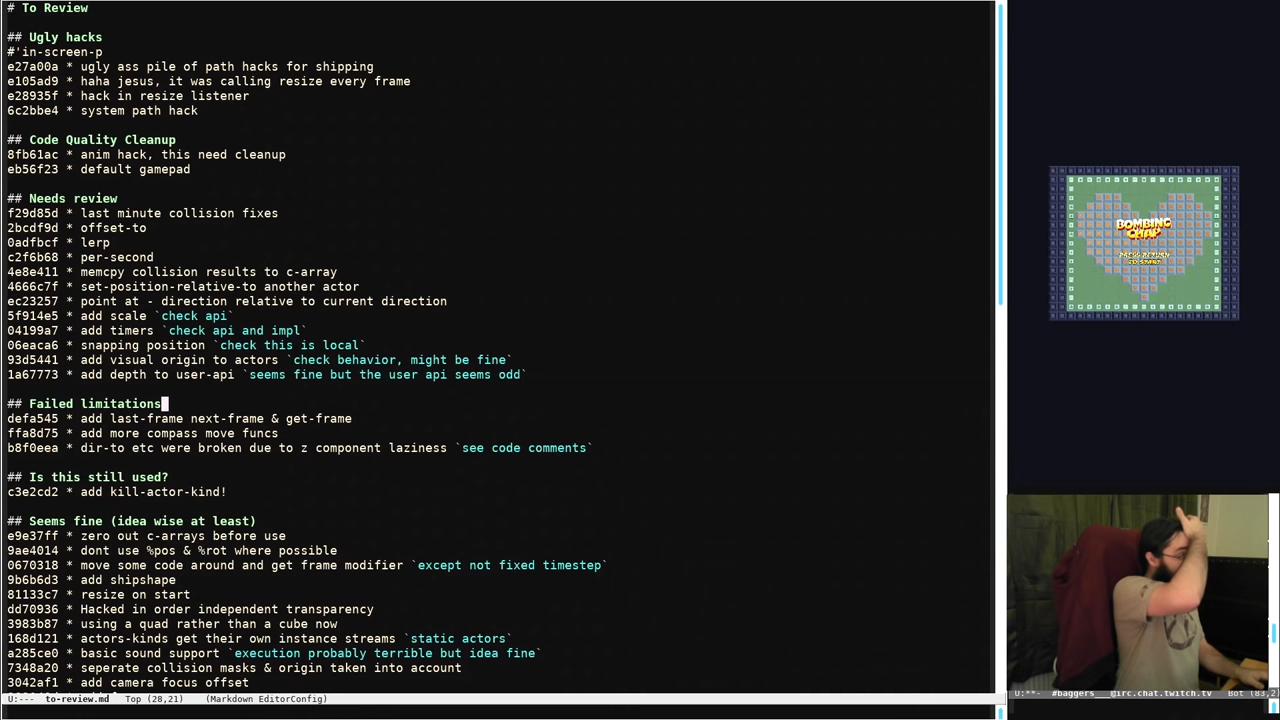 # To Review
## Ugly hacks
#'in-screen-p
e27a00a * ugly ass pile of path hacks for shipping
e105ad9 * haha jesus, it was calling resize every frame
e28935f * hack in resize listener
6c2bbe4 * system path hack
## Code Quality Cleanup
8fb61ac * anim hack, this need cleanup
eb56f23 * default gamepad
## Needs review
f29d85d * last minute collision fixes
2bcdf9d * offset-to
0adfbcf * lerp
c2f6b68 * per-second
4e8e411 * memcpy collision results to c-array
4666c7f * set-position-relative-to another actor
ec23257 * point at - direction relative to current direction
5f914e5 * add scale `check api`
04199a7 * add timers `check api and impl`
06eaca6 * snapping position `check this is local`
93d5441 * add visual origin to actors `check behavior, might be fine`
1a67773 * add depth to user-api `seems fine but the user api seems odd`
## Failed limitations
defa545 * add last-frame next-frame & get-frame
ffa8d75 * add more compass move funcs
b8f0eea * dir-to etc were broken due to z component laziness `see code comments`
## Is this still used?
c3e2cd2 * add kill-actor-kind!
## Seems fine (idea wise at least)
e9e37ff * zero out c-arrays before use
9ae4014 * dont use %pos & %rot where possible
0670318 * move some code around and get frame modifier `except not fixed timestep`
9b6b6d3 * add shipshape
81133c7 * resize on start
dd70936 * Hacked in order independent transparency
3983b87 * using a quad rather than a cube now
168d121 * actors-kinds get their own instance streams `static actors`
a285ce0 * basic sound support `execution probably terrible but idea fine`
7348a20 * seperate collision masks & origin taken into account
3042af1 * add camera focus offset
U:--- to-review.md Top (28,21) (Markdown EditorConfig)
BOMBING
CHAP
PRESS RETURN
TO START
U:**- #baggers___@irc.chat.twitch.tv Bot (83,2)